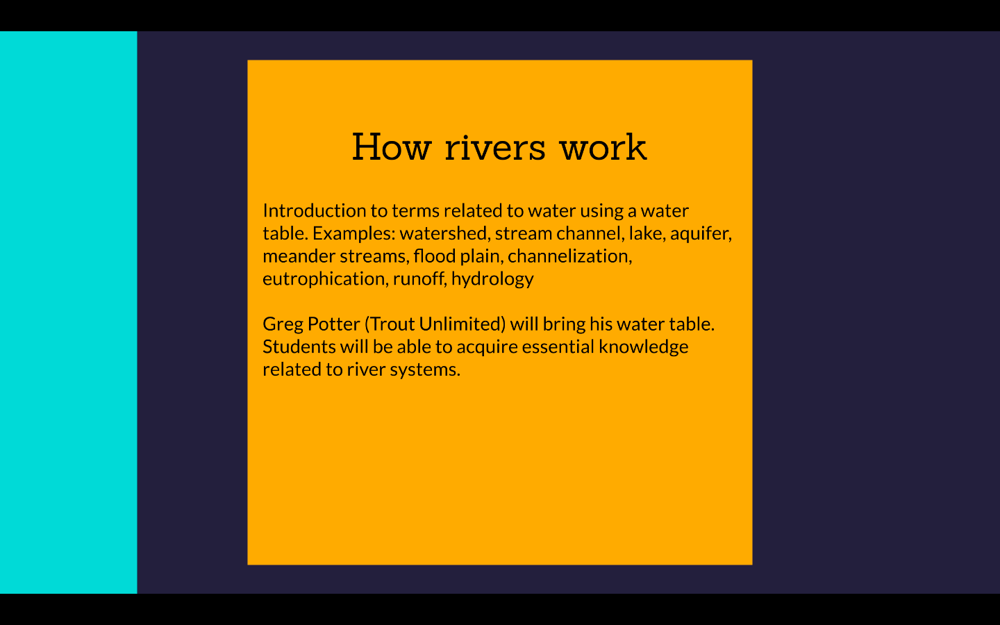 How rivers work
Introduction to terms related to water using a water
table. Examples: watershed, stream channel, lake, aquifer,
meander streams, flood plain, channelization,
eutrophication, runoff, hydrology
Greg Potter (Trout Unlimited) will bring his water table.
Students will be able to acquire essential knowledge
related to river systems.